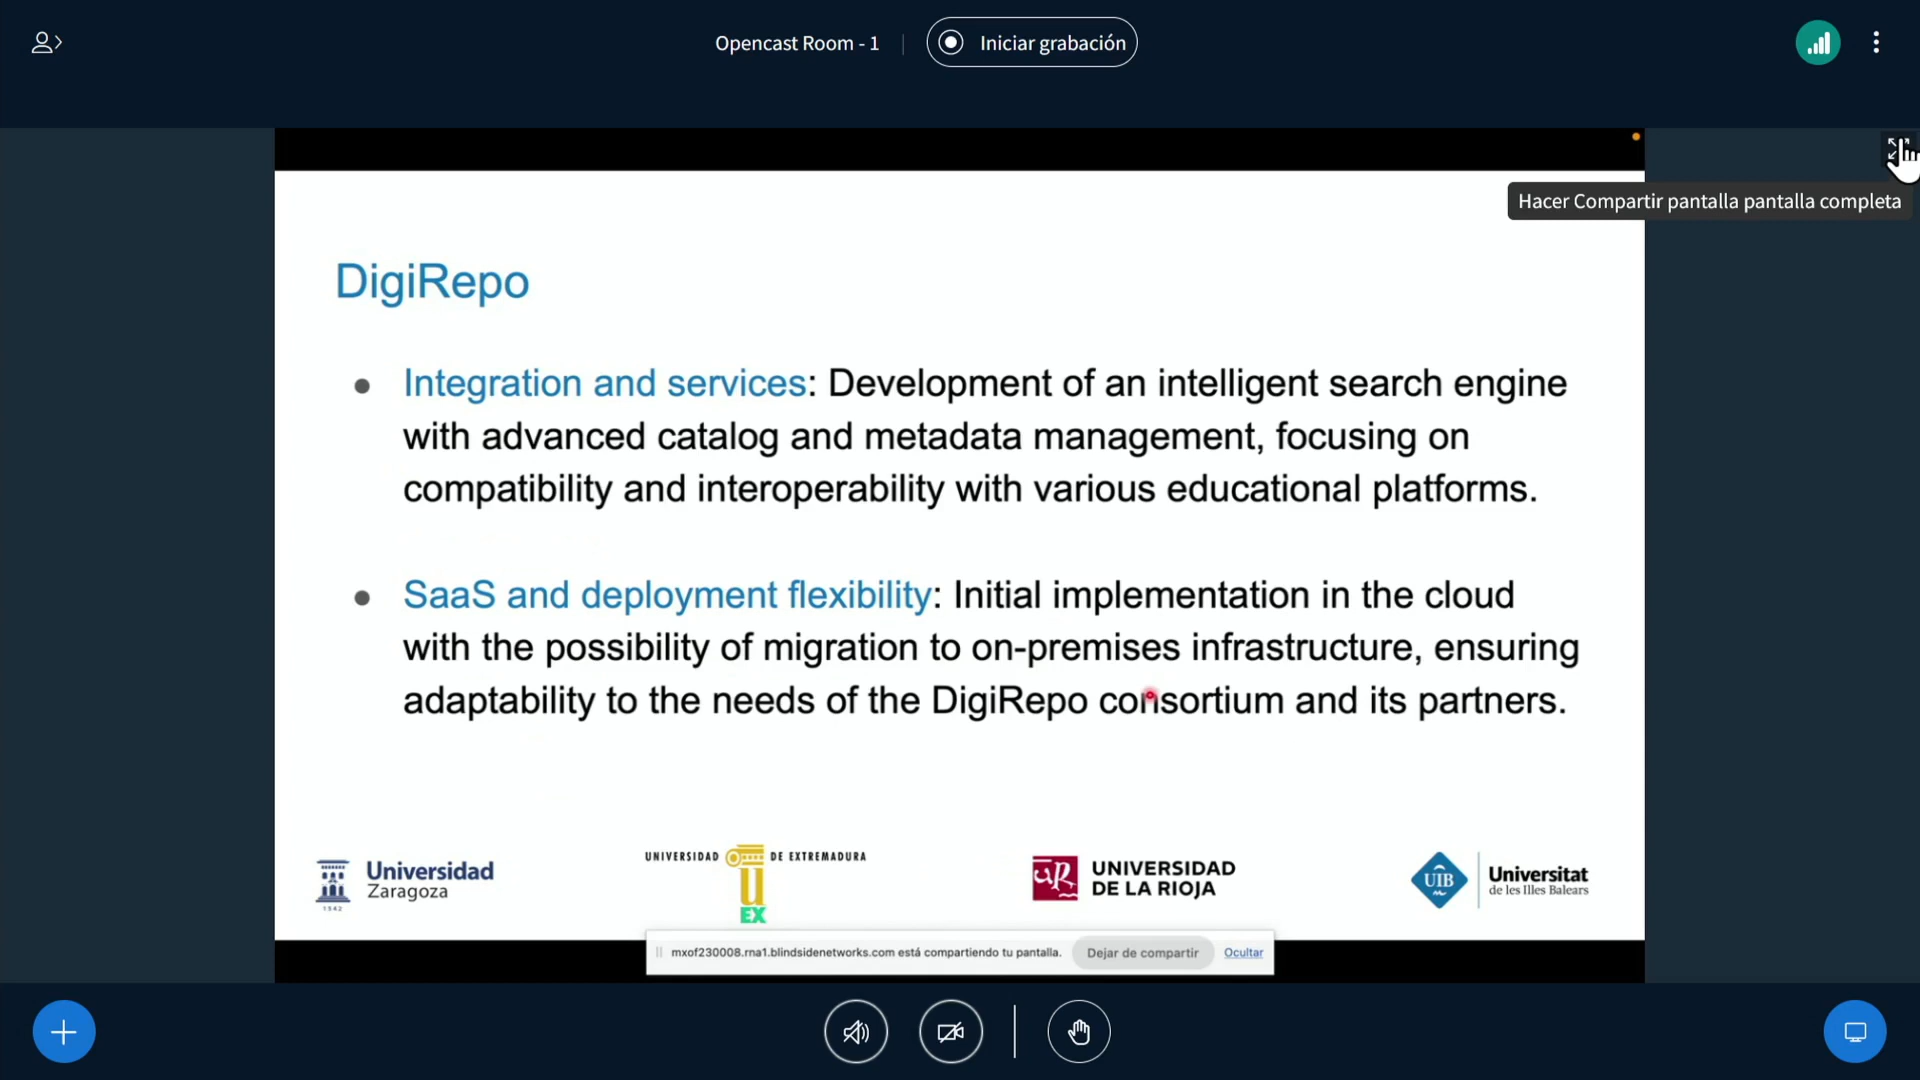 Opencast Room - 1
Iniciar grabación
Hacer Compartir pantalla pantalla completa
DigiRepo
Integration and services: Development of an intelligent search engine
with advanced catalog and metadata management, focusing on
compatibility and interoperability with various educational platforms.
SaaS and deployment flexibility: Initial implementation in the cloud
with the possibility of migration to on-premises infrastructure, ensuring
adaptability to the needs of the DigiRepo consortium and its partners.
Universidad
Zaragoza
1542
UNIVERSIDAD DE EXTREMADURA
U
EX
uR
UNIVERSIDAD
DE LA RIOJA
UIB
Universitat
de les Illes Balears
mxof230008.rna1.blindsidenetworks.com está compartiendo tu pantalla.
Dejar de compartir
Ocultar